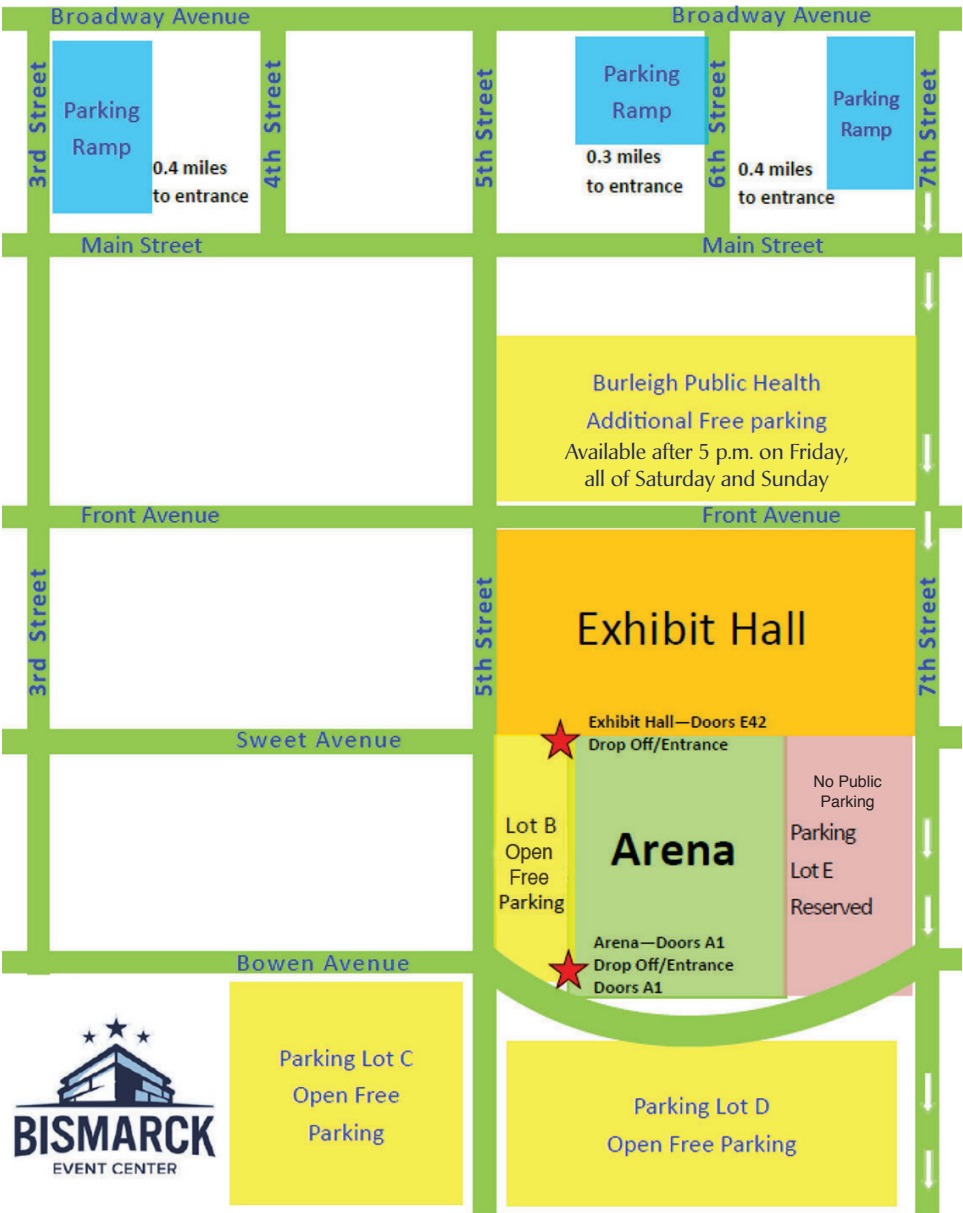 Broadway Avenue
Broadway Avenue
3rd Street
4th Street
5th Street
6th Street
7th Street
Parking
Ramp
0.4 miles
to entrance
Parking
Ramp
0.3 miles
to entrance
Parking
Ramp
0.4 miles
to entrance
Main Street
Main Street
Burleigh Public Health
Additional Free parking
Available after 5 p.m. on Friday,
all of Saturday and Sunday
Front Avenue
Front Avenue
3rd Street
5th Street
7th Street
Exhibit Hall
Exhibit Hall—Doors E42
Drop Off/Entrance
Sweet Avenue
Lot B
Open
Free
Parking
Arena
No Public
Parking
Parking
Lot E
Reserved
Arena—Doors A1
Drop Off/Entrance
Doors A1
Bowen Avenue
Parking Lot C
Open Free
Parking
Parking Lot D
Open Free Parking
BISMARCK
EVENT CENTER